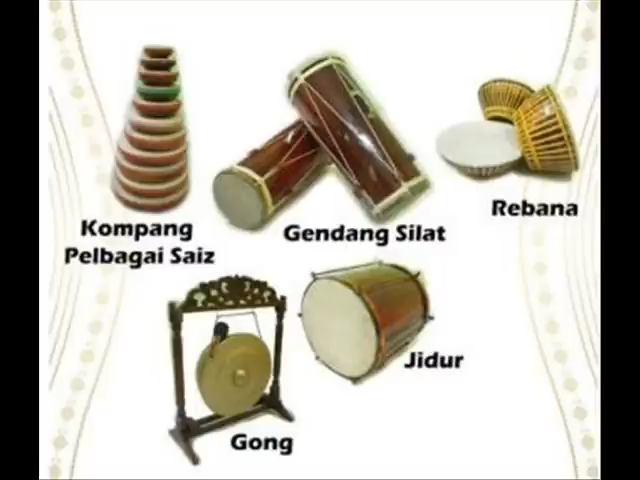 Kompang
Pelbagai Saiz
Gendang Silat
Rebana
Gong
Jidur